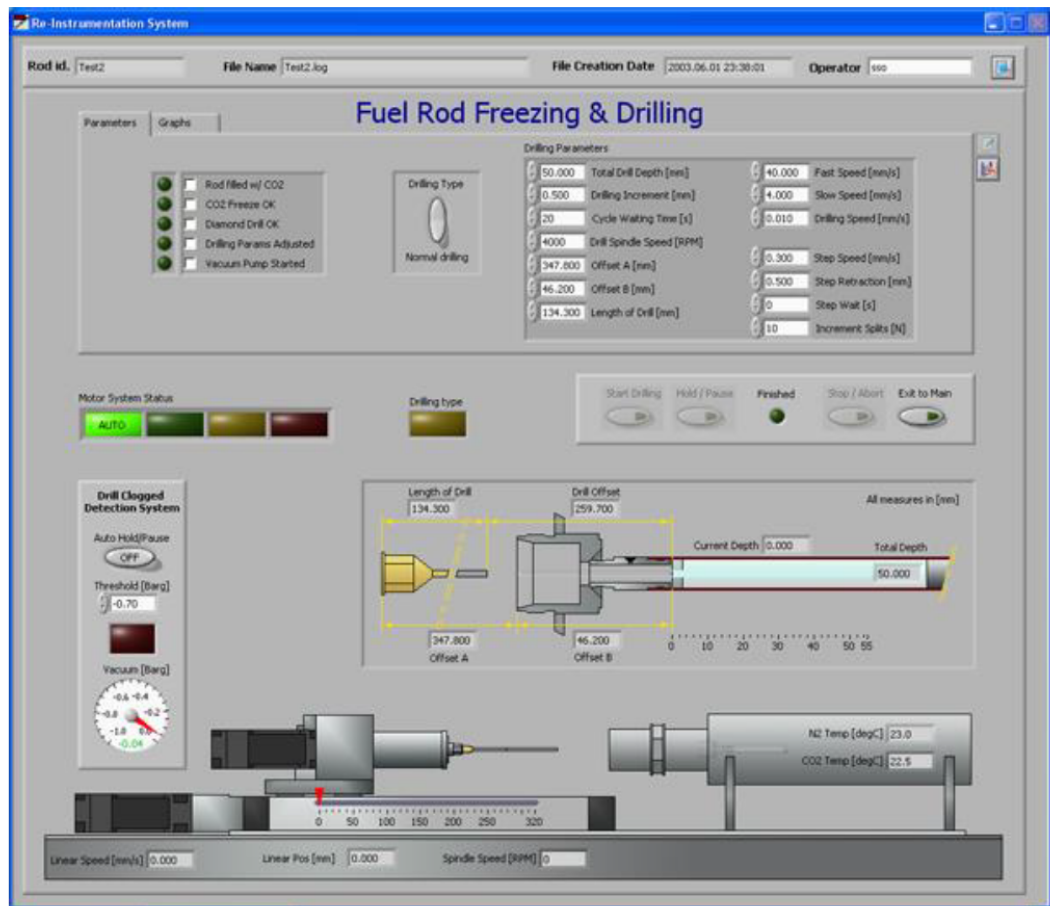 Re-Instrumentation System
Rod id. Test2 File Name Test2.log File Creation Date 2003.06.01 23:38:01 Operator sso
Fuel Rod Freezing & Drilling
Parameters Graphs
Rod filled w/ CO2
CO2 Freeze OK
Diamond Drill OK
Drilling Params Adjusted
Vacuum Pump Started
Drilling Type
Normal drilling
Drilling Parameters
50.000 Total Drill Depth [mm]
0.500 Drilling Increment [mm]
20 Cycle Waiting Time [s]
4000 Drill Spindle Speed [RPM]
347.800 Offset A [mm]
46.200 Offset B [mm]
134.300 Length of Drill [mm]
40.000 Fast Speed [mm/s]
4.000 Slow Speed [mm/s]
0.010 Drilling Speed [mm/s]
0.300 Step Speed [mm/s]
0.500 Step Retraction [mm]
0 Step Wait [s]
10 Increment Splits [N]
Motor System Status
AUTO
Drilling type
Start Drilling Hold / Pause Finished Stop / Abort Exit to Main
Drill Clogged
Detection System
Auto Hold/Pause
OFF
Threshold [Barg]
-0.70
Vacuum [Barg]
-0.6 -0.4
-0.8 -0.2
-1.0 0.0
-0.04
Length of Drill
134.300
Drill Offset
259.700
All measures in [mm]
Current Depth 0.000
Total Depth
50.000
347.800
Offset A
46.200
Offset B
0 10 20 30 40 50 55
N2 Temp [degC] 23.0
CO2 Temp [degC] 22.5
0 50 100 150 200 250 320
Linear Speed [mm/s] 0.000 Linear Pos [mm] 0.000 Spindle Speed [RPM] 0